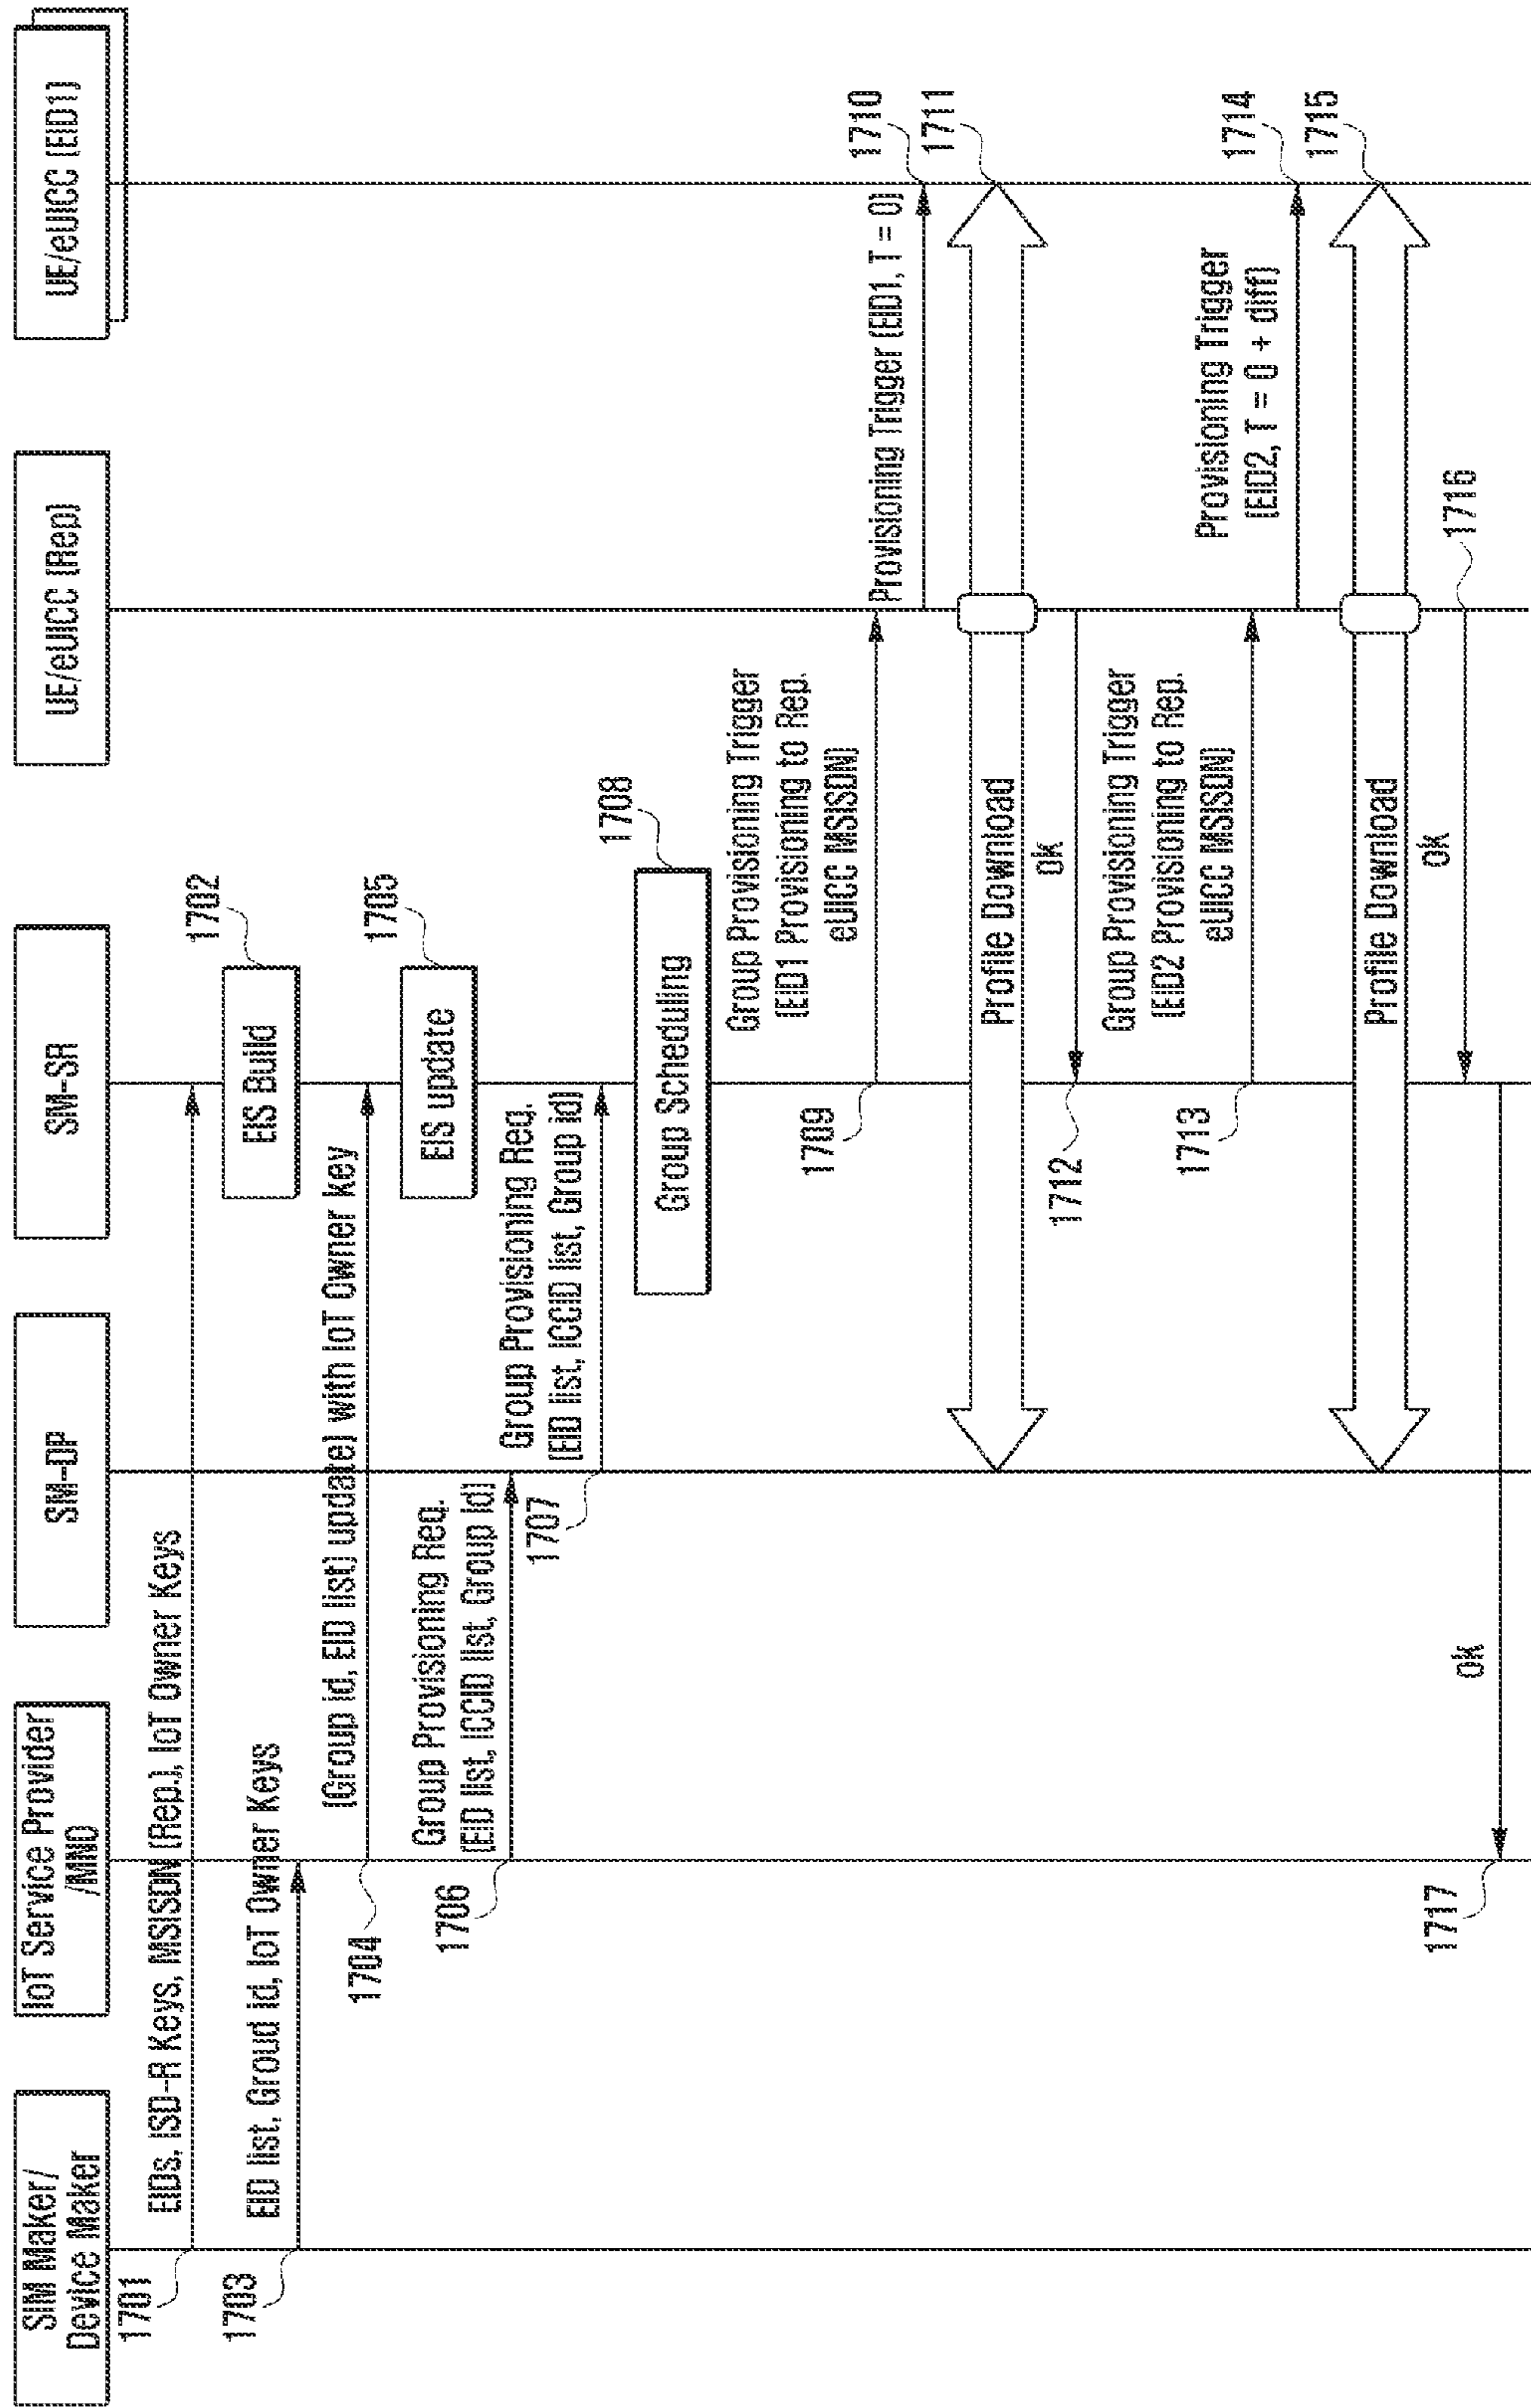 SIM Maker/
Device Maker
IoT Service Provider
/MNO
SM-DP
SM-SR
UE/eUICC (Rep)
UE/eUICC (EID1)
1701
EIDs, ISD-R Keys, MSISDN (Rep.), IoT Owner Keys
1702
EIS Build
1703
EID list, Groud id, IoT Owner Keys
1704
(Group id, EID list) update) with IoT Owner key
1705
EIS update
1706
Group Provisioning Req.
(EID list, ICCID list, Group id)
1707
Group Provisioning Req.
(EID list, ICCID list, Group id)
1708
Group Scheduling
1709
Group Provisioning Trigger
(EID1 Provisioning to Rep.
eUICC MSISDN)
1710
Provisioning Trigger (EID1, T = 0)
1711
Profile Download
1712
ok
1713
Group Provisioning Trigger
(EID2 Provisioning to Rep.
eUICC MSISDN)
1714
Provisioning Trigger
(EID2, T = 0 + diff)
1715
Profile Download
1716
ok
1717
ok